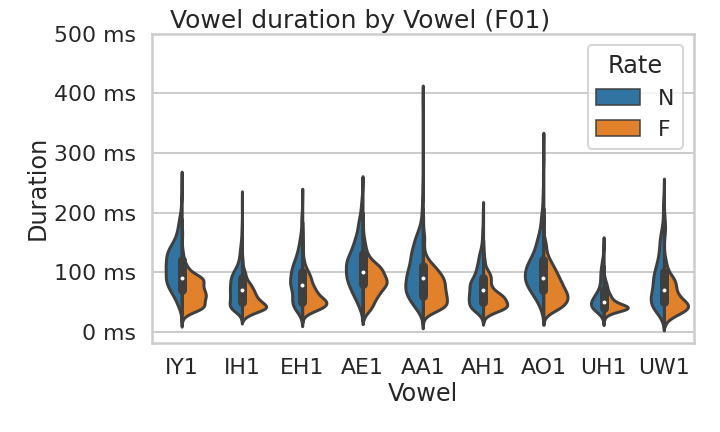 Vowel duration by Vowel (F01)
500 ms
400 ms
300 ms
200 ms
100 ms
0 ms
Duration
Rate
N
F
IY1 IH1 EH1 AE1 AA1 AH1 AO1 UH1 UW1
Vowel